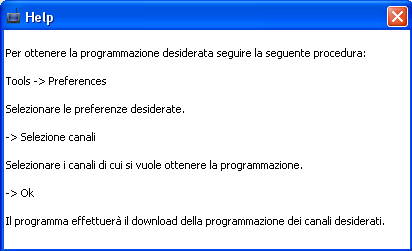 Help
Per ottenere la programmazione desiderata seguire la seguente procedura:
Tools -> Preferences
Selezionare le preferenze desiderate.
-> Selezione canali
Selezionare i canali di cui si vuole ottenere la programmazione.
-> Ok
Il programma effettuerà il download della programmazione dei canali desiderati.